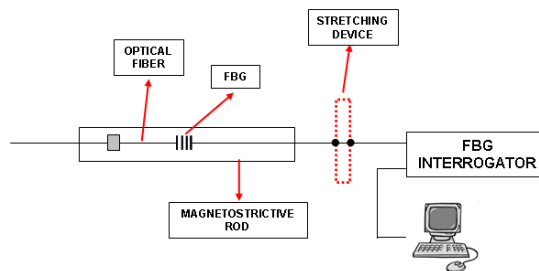 STRETCHING
DEVICE
OPTICAL
FIBER
FBG
FBG
INTERROGATOR
MAGNETOSTRICTIVE
ROD